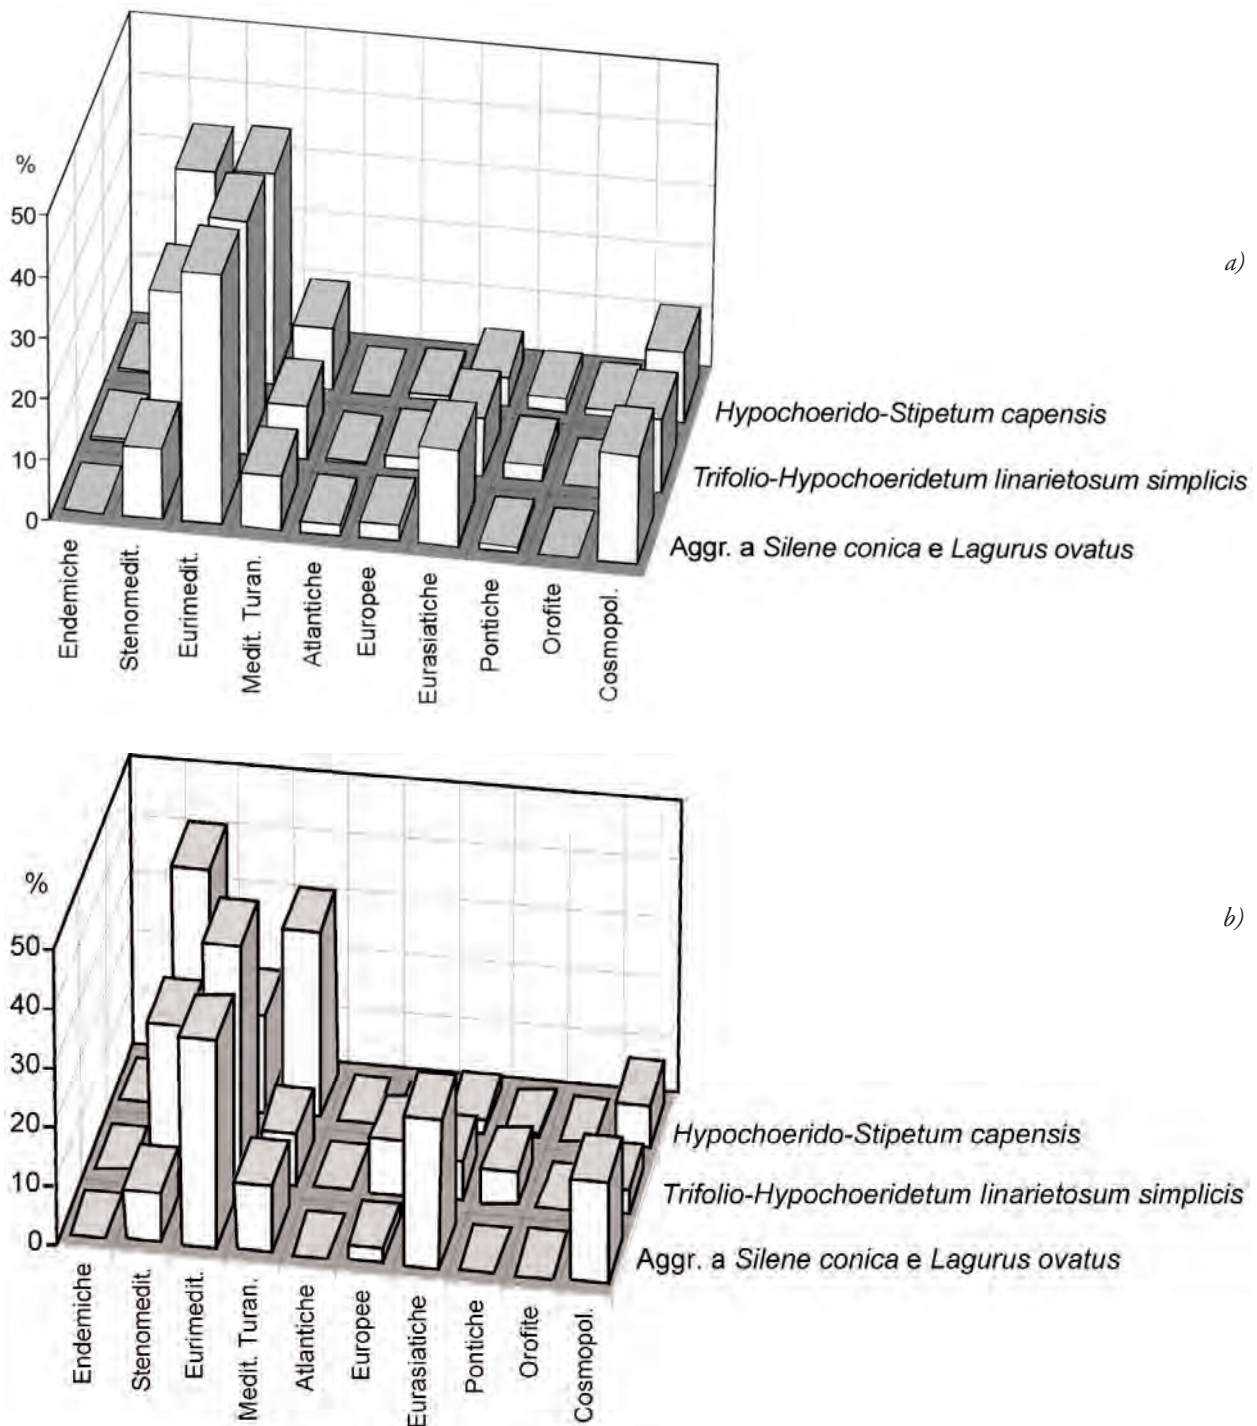 %
50
40
30
20
10
0
a)
Hypochoerido-Stipetum capensis
Trifolio-Hypochoeridetum linarietosum simplicis
Aggr. a Silene conica e Lagurus ovatus
Endemiche
Stenomedit.
Eurimedit.
Medit. Turan.
Atlantiche
Europee
Eurasiatiche
Pontiche
Orofite
Cosmopol.
%
50
40
30
20
10
0
b)
Hypochoerido-Stipetum capensis
Trifolio-Hypochoeridetum linarietosum simplicis
Aggr. a Silene conica e Lagurus ovatus
Endemiche
Stenomedit.
Eurimedit.
Medit. Turan.
Atlantiche
Europee
Eurasiatiche
Pontiche
Orofite
Cosmopol.